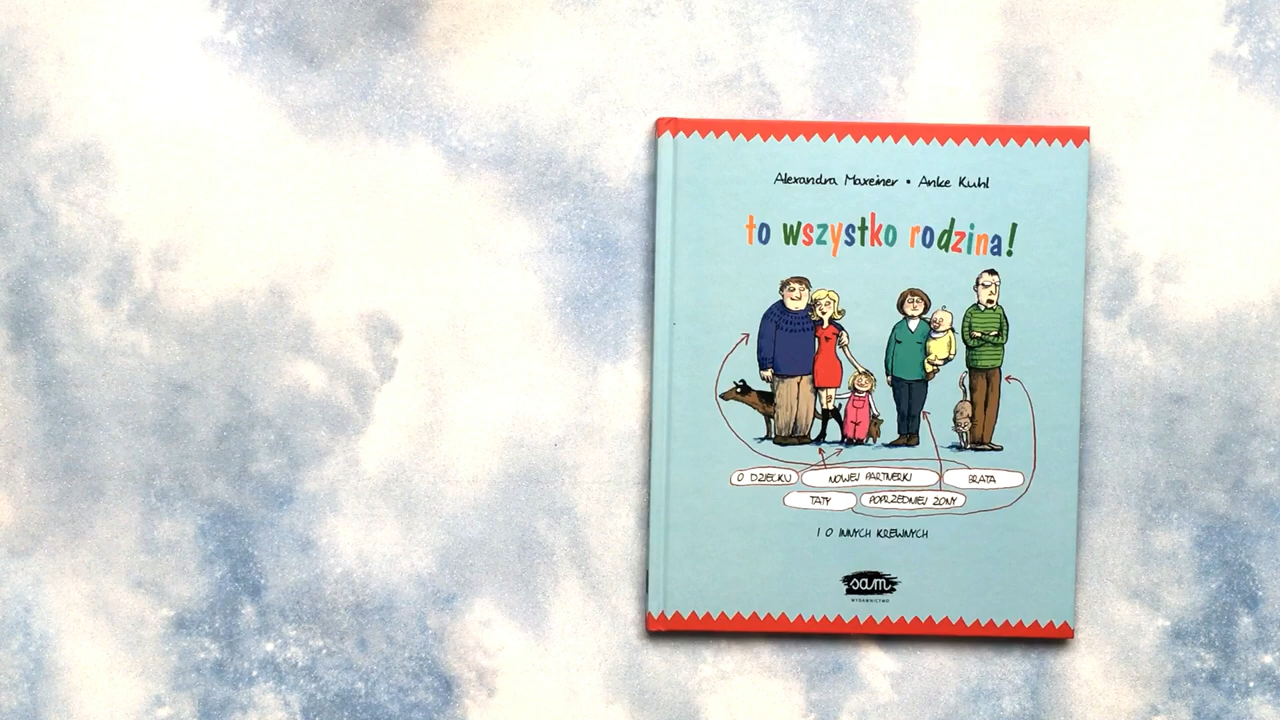 Alexandra Maxeiner • Anke Kuhl
to wszystko rodzina!
O DZIECKU NOWEJ PARTNERKI BRATA
TATY POPRZEDNIEJ ŻONY
I O INNYCH KREWNYCH
sam
WYDAWNICTWO